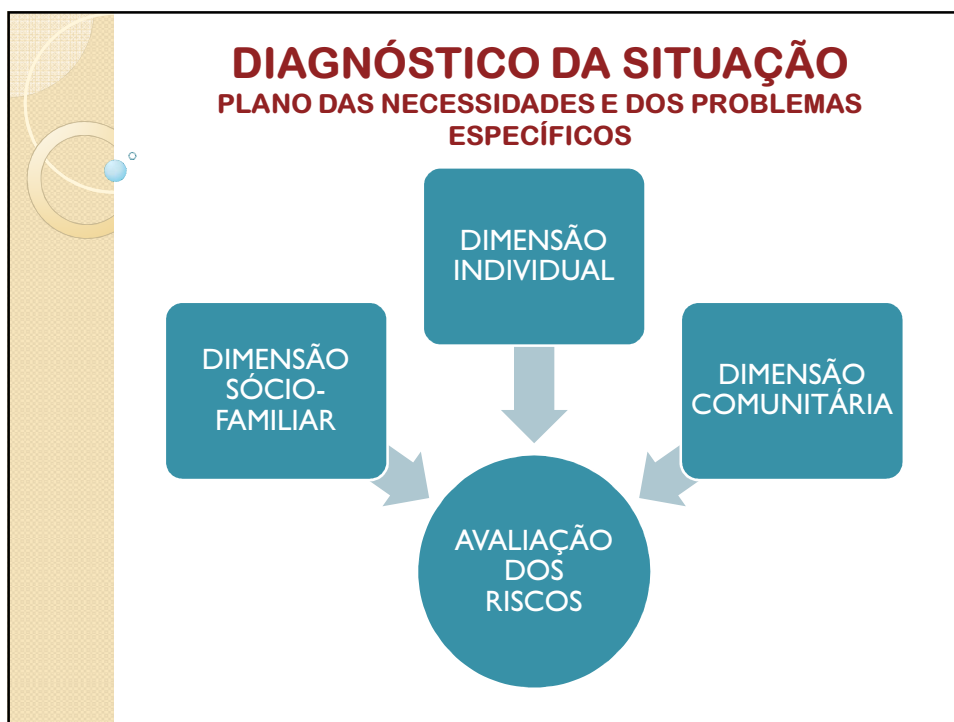 DIAGNÓSTICO DA SITUAÇÃO
PLANO DAS NECESSIDADES E DOS PROBLEMAS
ESPECÍFICOS
DIMENSÃO
INDIVIDUAL
DIMENSÃO
SÓCIO-
FAMILIAR
DIMENSÃO
COMUNITÁRIA
AVALIAÇÃO
DOS
RISCOS